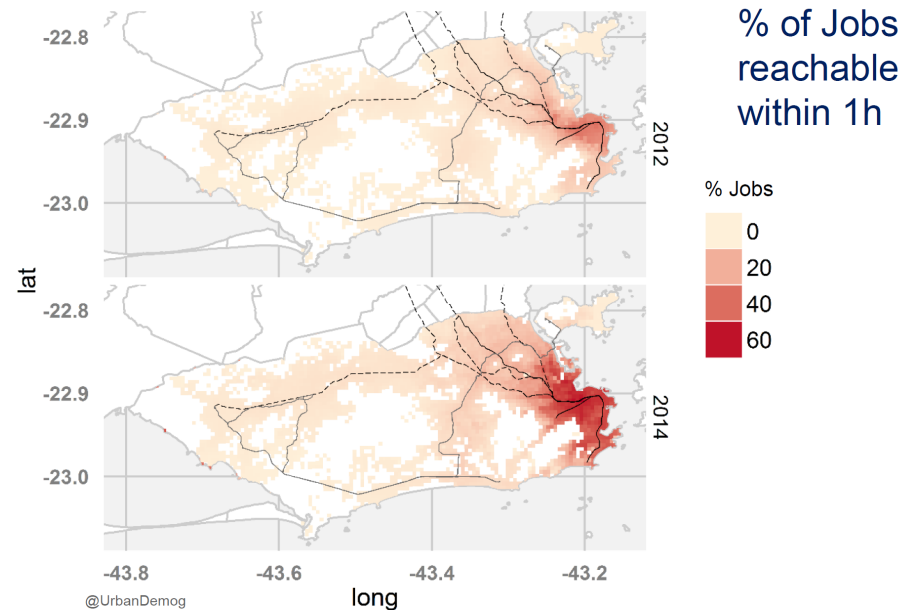 % of Jobs
reachable
within 1h
-22.8
-22.9
-23.0
2012
% Jobs
0
20
40
60
lat
-22.8
-22.9
-23.0
2014
-43.8
-43.6
-43.4
-43.2
long
@UrbanDemog